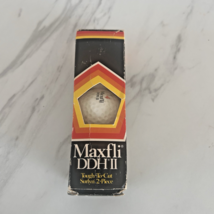 Maxfli
DDH II
Tough-To-Cut
Surlyn 2-Piece